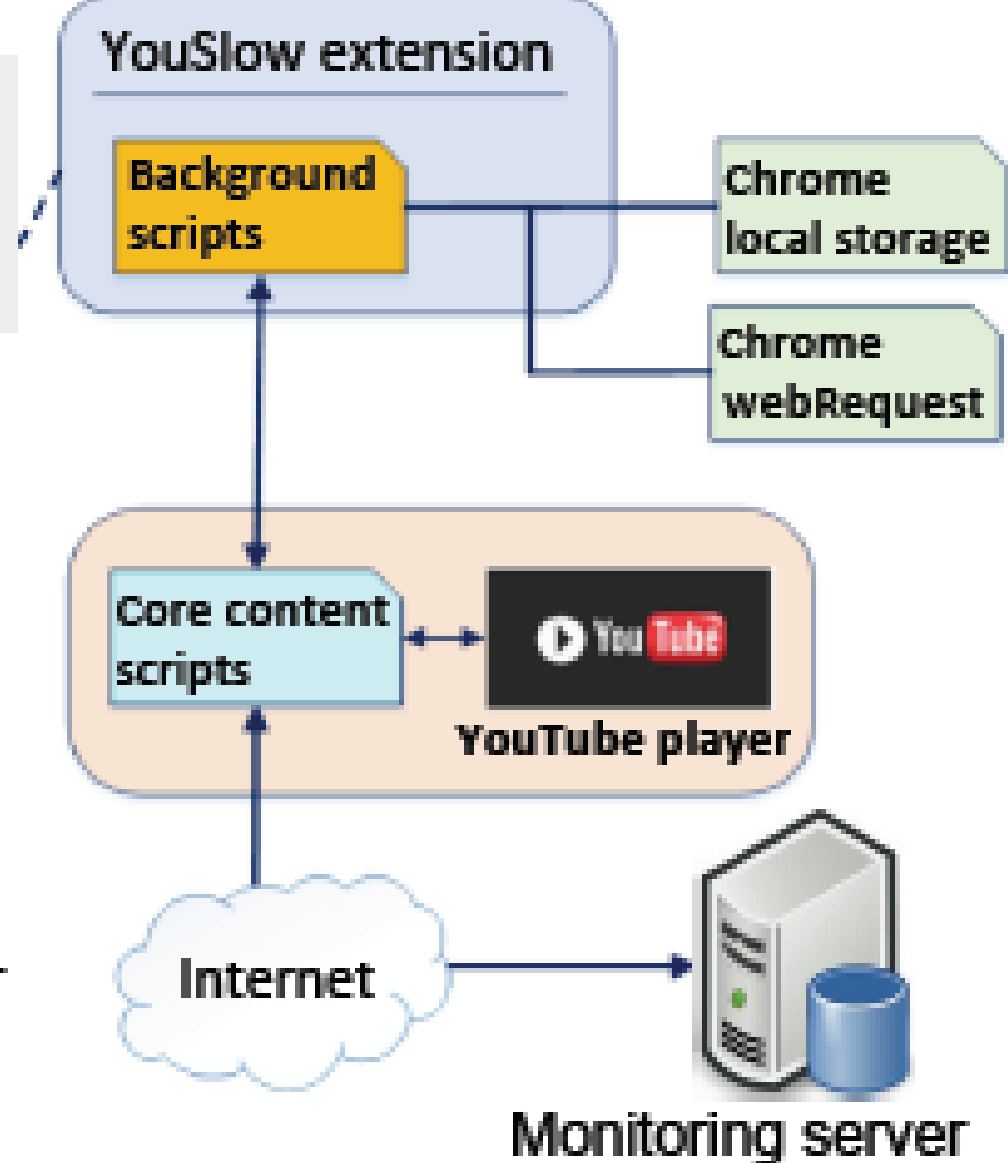 YouSlow extension
Background
scripts
Chrome
local storage
Chrome
webRequest
Core content
scripts
YouTube
YouTube player
Internet
Monitoring server